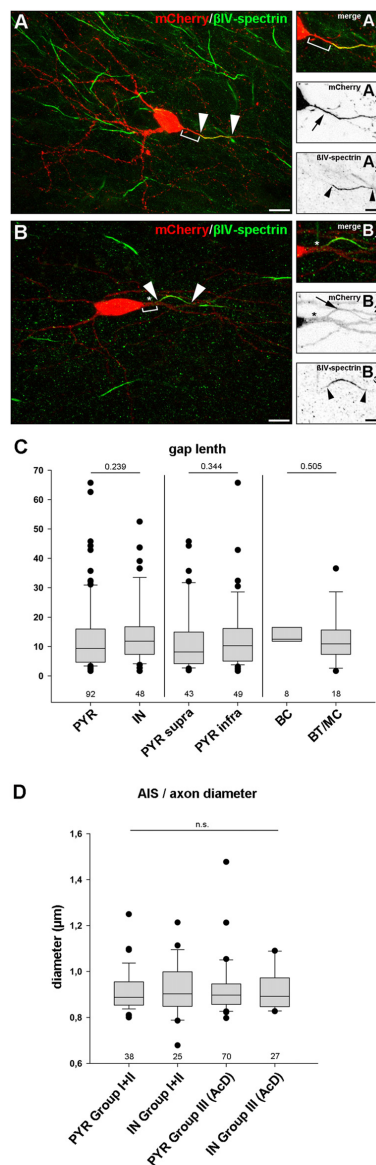 A mCherry/βIV-spectrin
merge A
mCherry A
βIV-spectrin A
B mCherry/βIV-spectrin
*
merge B
*
mCherry B
*
βIV-spectrin B
C gap lenth
0.239 0.344 0.505
70
60
50
40
30
20
10
0
92 48 43 49 8 18
PYR IN PYR supra PYR infra BC BT/MC
D AIS / axon diameter
n.s.
1,6
1,4
1,2
1,0
0,8
0,6
diameter (µm)
38 25 70 27
PYR Group I+II IN Group I+II PYR Group III (AcD) IN Group III (AcD)